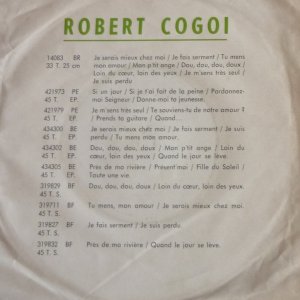 ROBERT COGOI
14083 BR Je serais mieux chez moi / Je fais serment / Tu mens
33 T. 25 cm mon amour / Mon p'tit ange / Dou, dou, dou, doux /
Loin du cœur, loin des yeux / Je m'ens très seul /
Je suis perdu
421973 PE Si un jour / Si je t'ai fait de la peine / Pardonnez-
45 T. EP. moi Seigneur / Donne-moi ta jeunesse.
421979 PE Je m'sens très seul / Te souviens-tu de notre amour ?
45 T. EP. / Prends ta guitare / Quand...
434300 BE Je serais mieux chez moi / Je fais serment / Je suis
45 T. EP. perdu / Tu mens mon amour.
434302 BE Dou, dou, dou, doux / Mon p'tit ange / Loin du
45 T. EP. cœur, loin des yeux / Quand le jour se lève.
434305 BE Près de ma rivière / Présent'moi / Fille du Soleil /
45 T. EP. Toute une vie.
319829 BF Dou, dou, dou, doux / Loin du cœur, loin des yeux.
45 T. S.
319711 BF Tu mens, mon amour / Je serais mieux chez moi.
45 T. S.
319827 BF Je fais serment / Je suis perdu.
45 T. S.
319832 BF Près de ma rivière / Quand le jour se lève.
45 T. S.